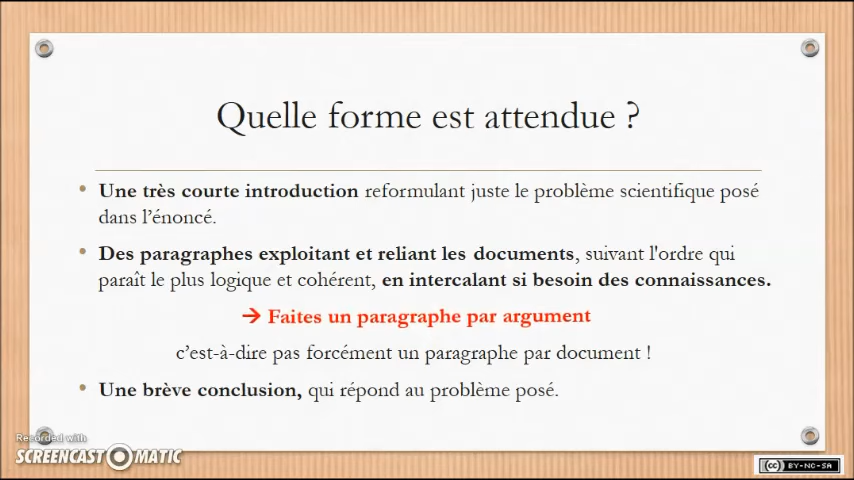 Quelle forme est attendue ?
• Une très courte introduction reformulant juste le problème scientifique posé
dans l'énoncé.
• Des paragraphes exploitant et reliant les documents, suivant l'ordre qui
paraît le plus logique et cohérent, en intercalant si besoin des connaissances.
→ Faites un paragraphe par argument
c'est-à-dire pas forcément un paragraphe par document !
• Une brève conclusion, qui répond au problème posé.
Recorded with
SCREENCAST MATIC
cc BY-NC-SA